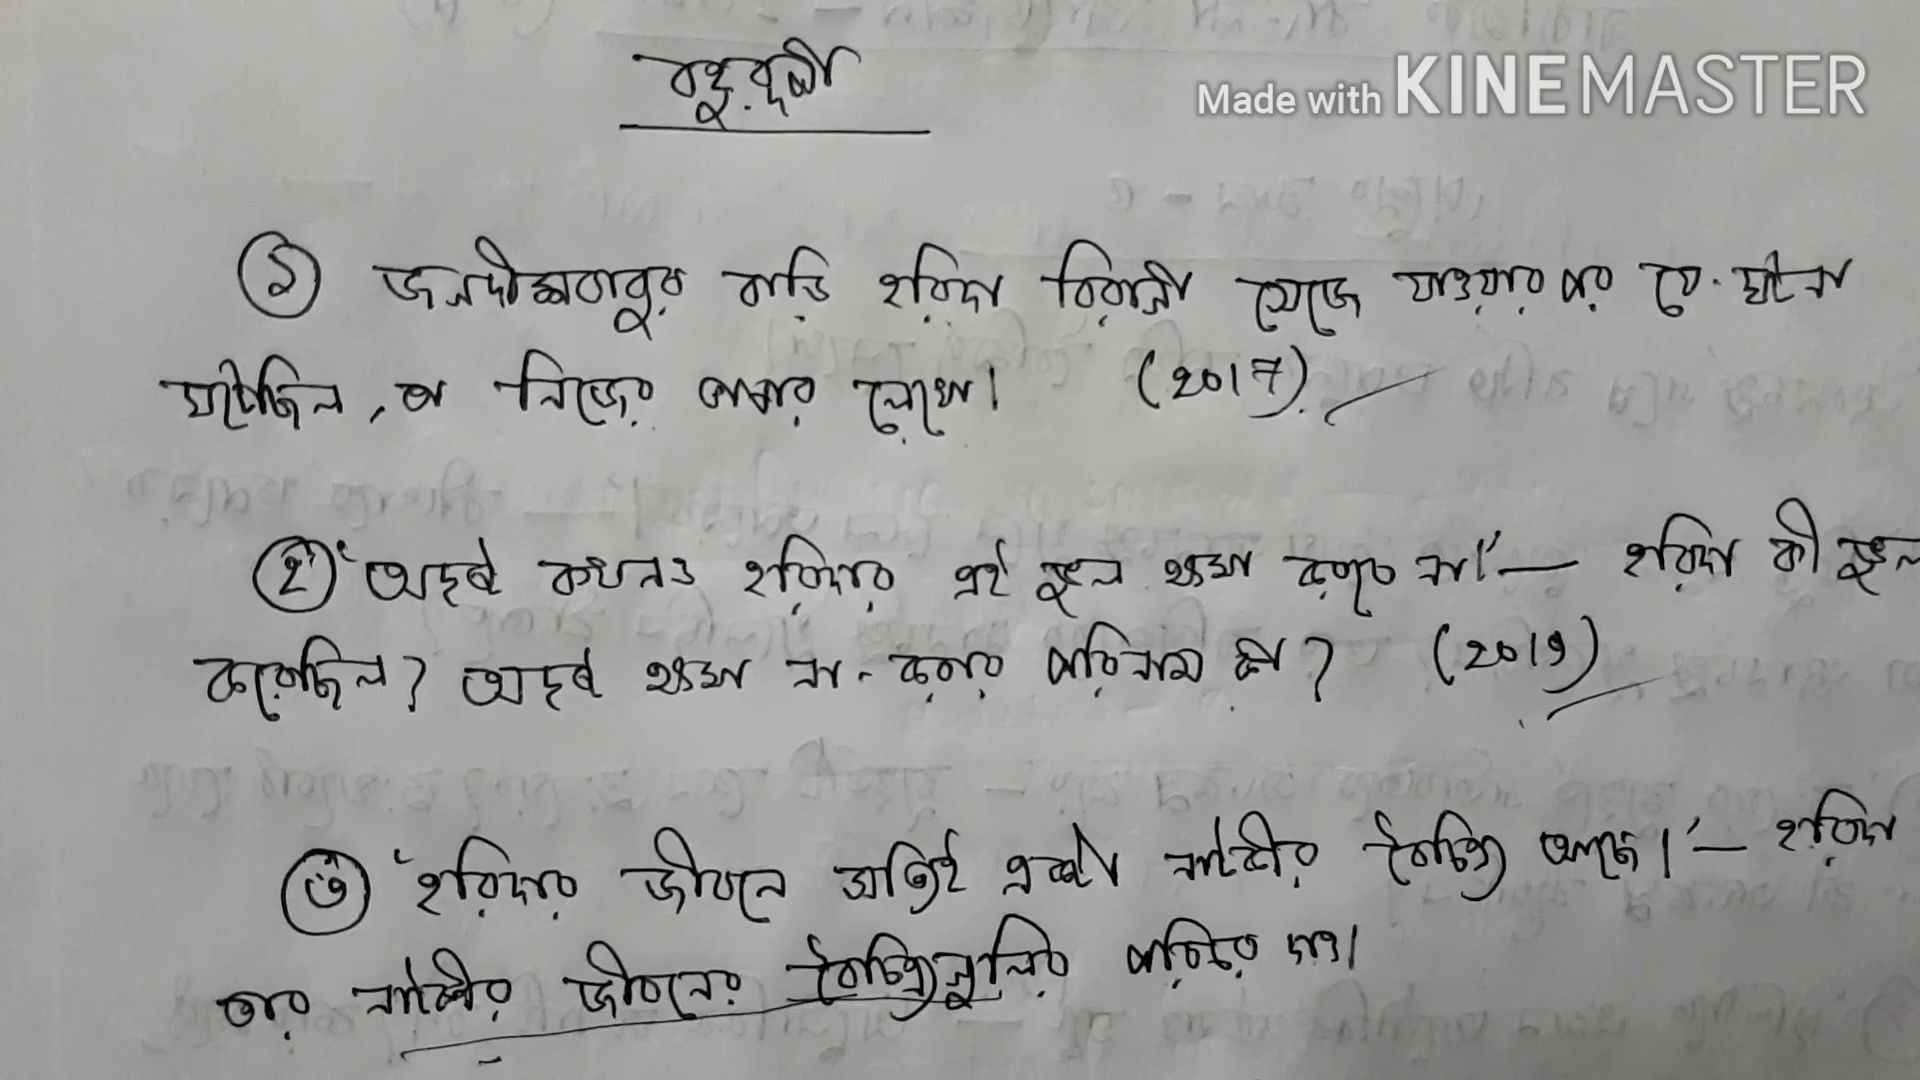 বহুরূপী
Made with KINEMASTER
১ জগদীশবাবুর বাড়ি হরিদা বিরাগী সেজে যাওয়ার পর যে ঘটনা
ঘটেছিল, তা নিজের ভাষায় লেখো। (2017)
২ 'অদৃষ্ট কখনও হরিদার এই ভুল ক্ষমা করবে না।' — হরিদা কী ভুল
করেছিল? অদৃষ্ট ক্ষমা না করার পরিণাম কী? (2019)
৩ 'হরিদার জীবনে সত্যিই একটা নাটকীয় বৈচিত্র্য আছে।' — হরিদা
তার নাটকীয় জীবনের বৈচিত্র্যগুলির পরিচয় দাও।